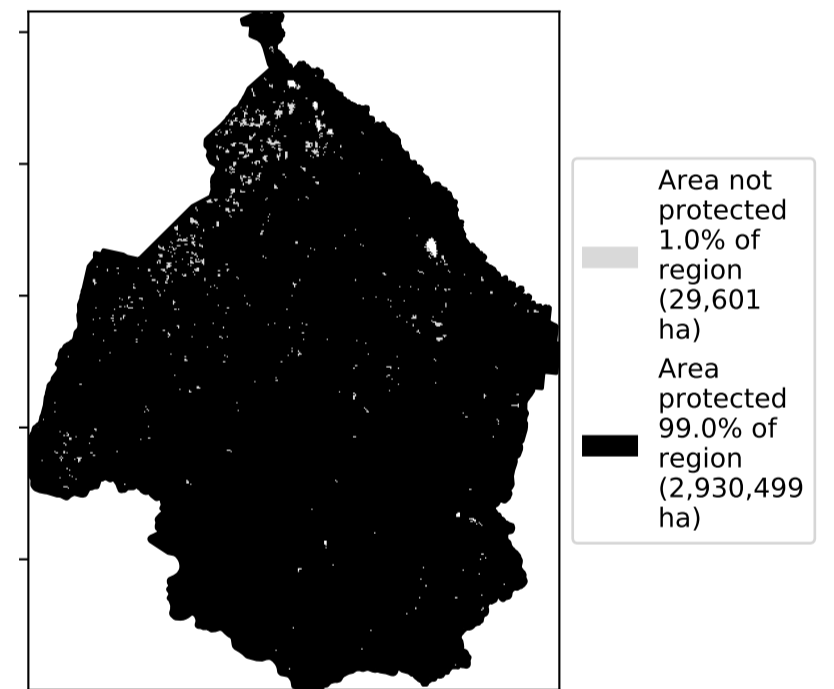 Area not
protected
1.0% of
region
(29,601
ha)
Area
protected
99.0% of
region
(2,930,499
ha)